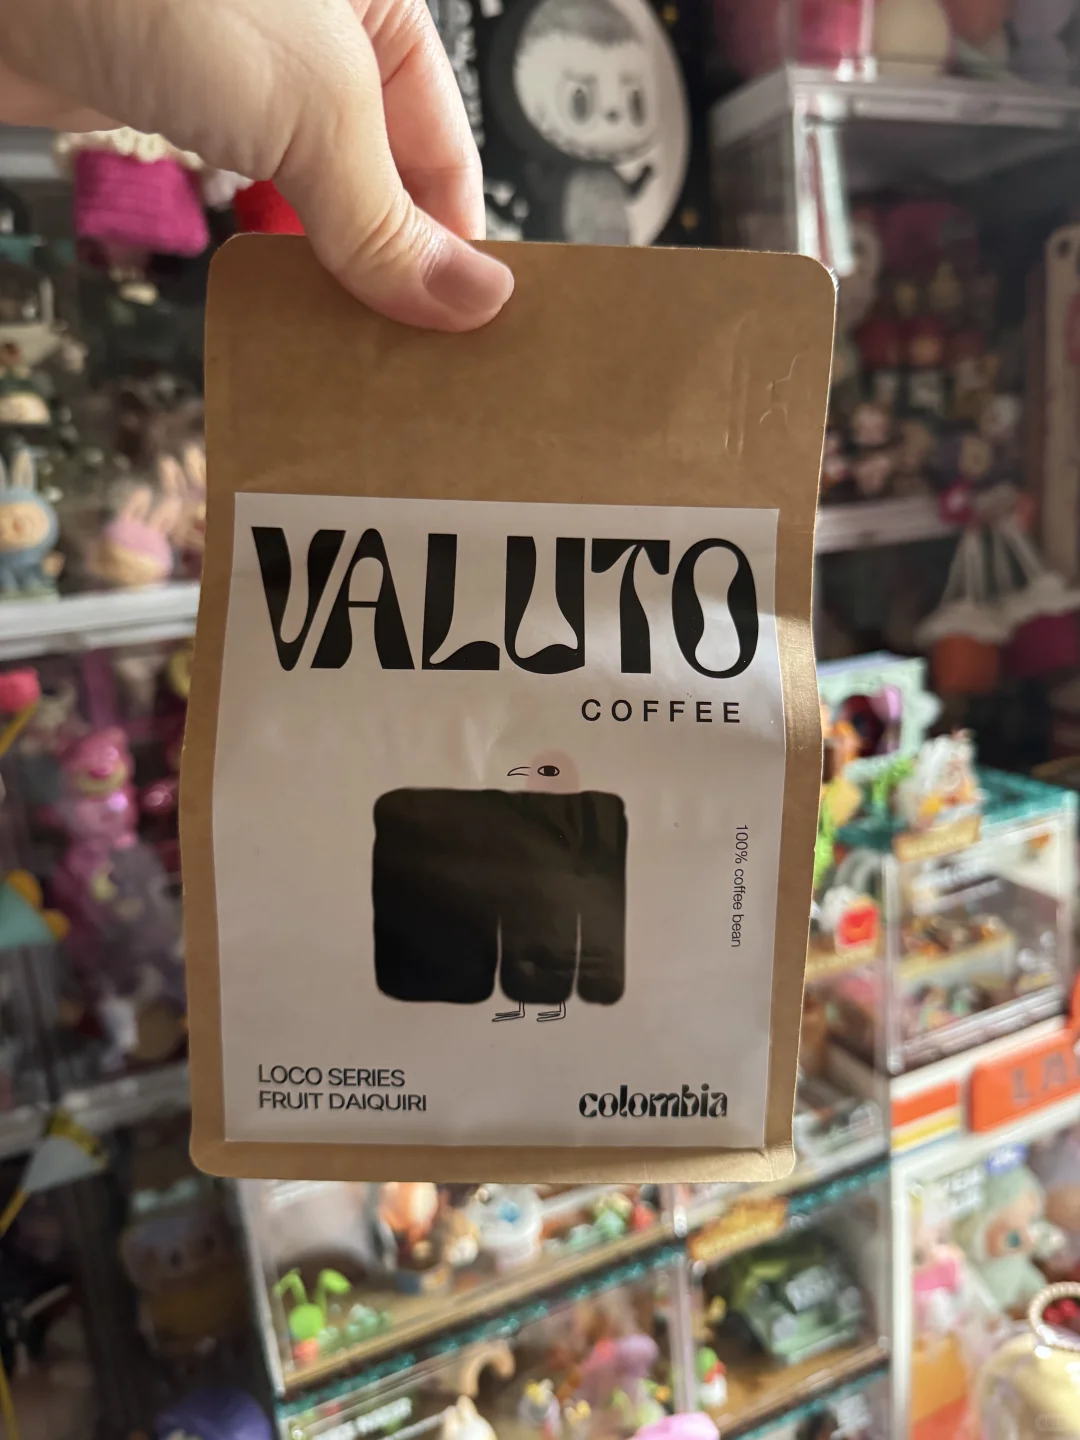 VALUTO
COFFEE
100% coffee bean
LOCO SERIES
FRUIT DAIQUIRI
colombia